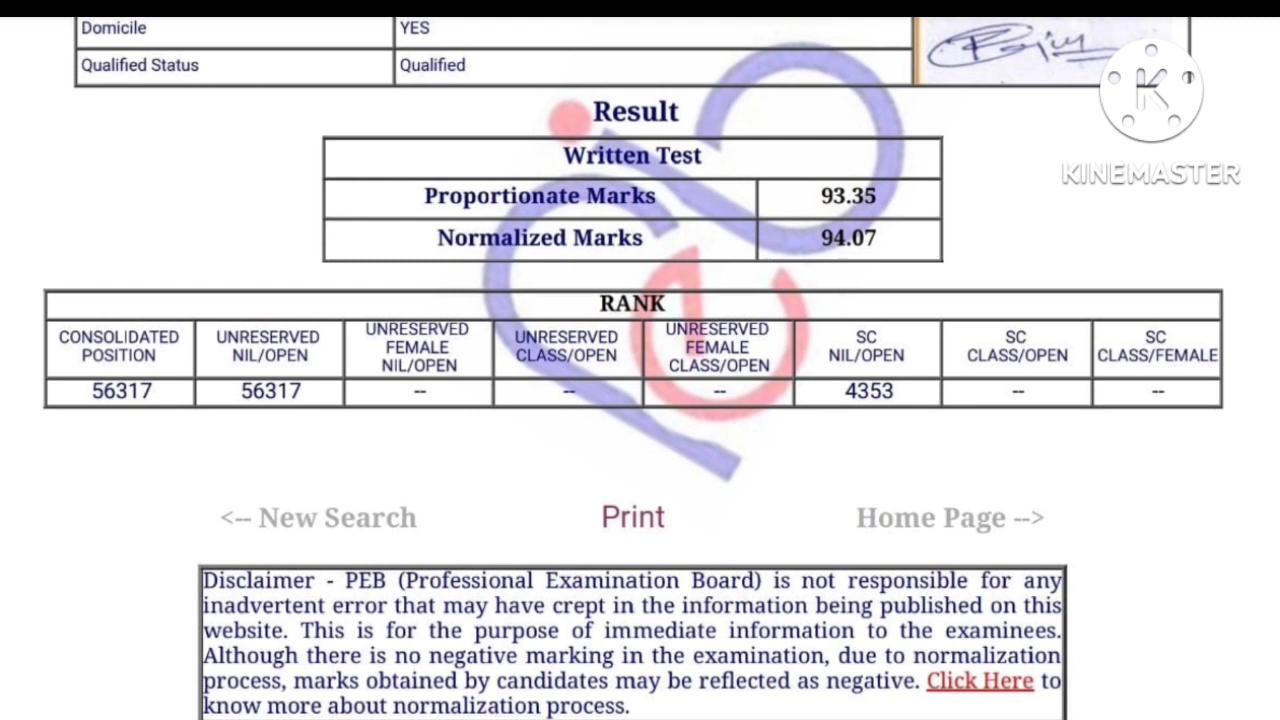 Domicile YES
Qualified Status Qualified
KINEMASTER
Result
Written Test
Proportionate Marks 93.35
Normalized Marks 94.07
RANK
CONSOLIDATED POSITION UNRESERVED NIL/OPEN UNRESERVED FEMALE NIL/OPEN UNRESERVED CLASS/OPEN UNRESERVED FEMALE CLASS/OPEN SC NIL/OPEN SC CLASS/OPEN SC CLASS/FEMALE
56317 56317 -- -- -- 4353 -- --
<-- New Search Print Home Page -->
Disclaimer - PEB (Professional Examination Board) is not responsible for any
inadvertent error that may have crept in the information being published on this
website. This is for the purpose of immediate information to the examinees.
Although there is no negative marking in the examination, due to normalization
process, marks obtained by candidates may be reflected as negative. Click Here to
know more about normalization process.